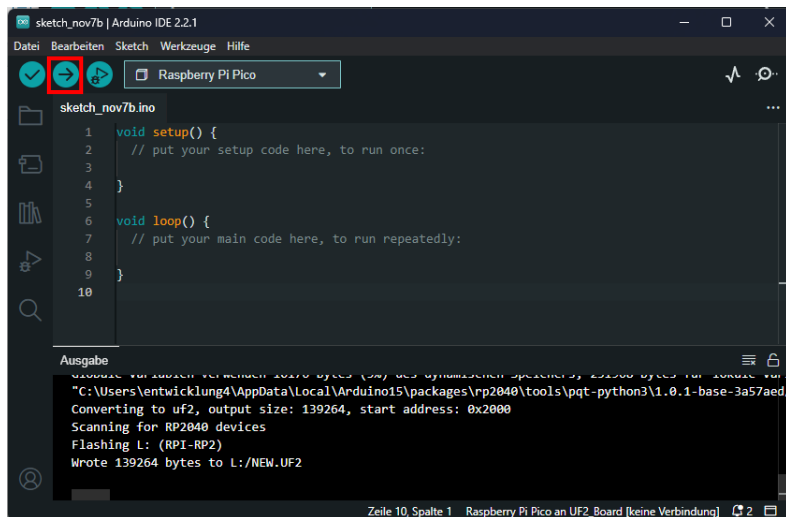 sketch_nov7b | Arduino IDE 2.2.1
Datei Bearbeiten Sketch Werkzeuge Hilfe
Raspberry Pi Pico
sketch_nov7b.ino
1 void setup() {
2 // put your setup code here, to run once:
3
4 }
5
6 void loop() {
7 // put your main code here, to run repeatedly:
8
9 }
10
Ausgabe
"C:\Users\entwicklung4\AppData\Local\Arduino15\packages\rp2040\tools\pqt-python3\1.0.1-base-3a57aed
Converting to uf2, output size: 139264, start address: 0x2000
Scanning for RP2040 devices
Flashing L: (RPI-RP2)
Wrote 139264 bytes to L:/NEW.UF2
Zeile 10, Spalte 1 Raspberry Pi Pico an UF2_Board [keine Verbindung] 2